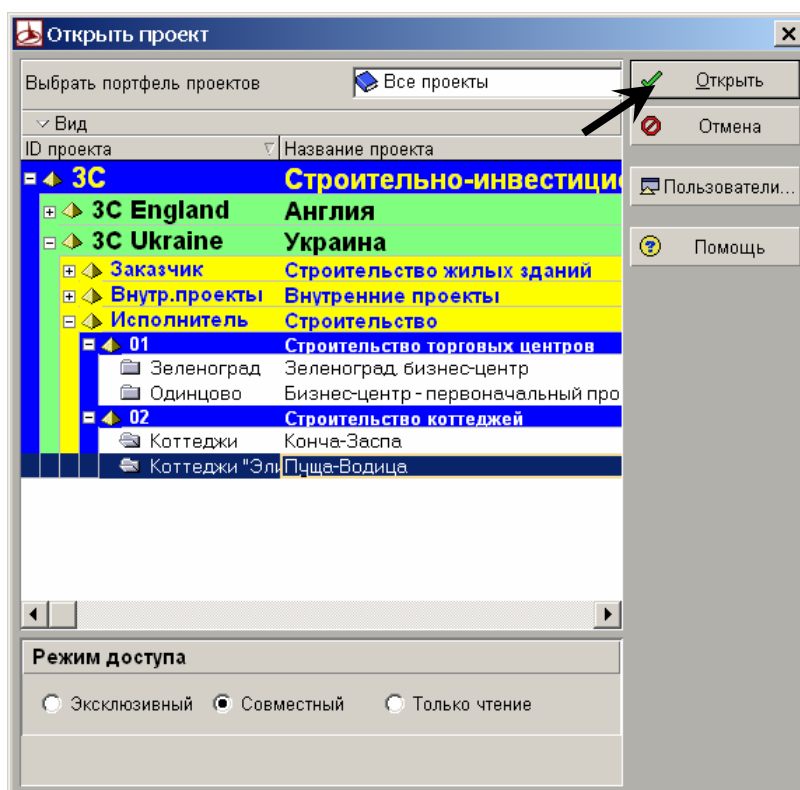 Открыть проект
Выбрать портфель проектов Все проекты
Открыть
Вид
Отмена
ID проекта Название проекта
3С Строительно-инвестици
Пользователи...
3С England Англия
3С Ukraine Украина
Помощь
Заказчик Строительство жилых зданий
Внутр.проекты Внутренние проекты
Исполнитель Строительство
01 Строительство торговых центров
Зеленоград Зеленоград, бизнес-центр
Одинцово Бизнес-центр - первоначальный про
02 Строительство коттеджей
Коттеджи Конча-Заспа
Коттеджи "Эли Пуща-Водица
Режим доступа
Эксклюзивный Совместный Только чтение